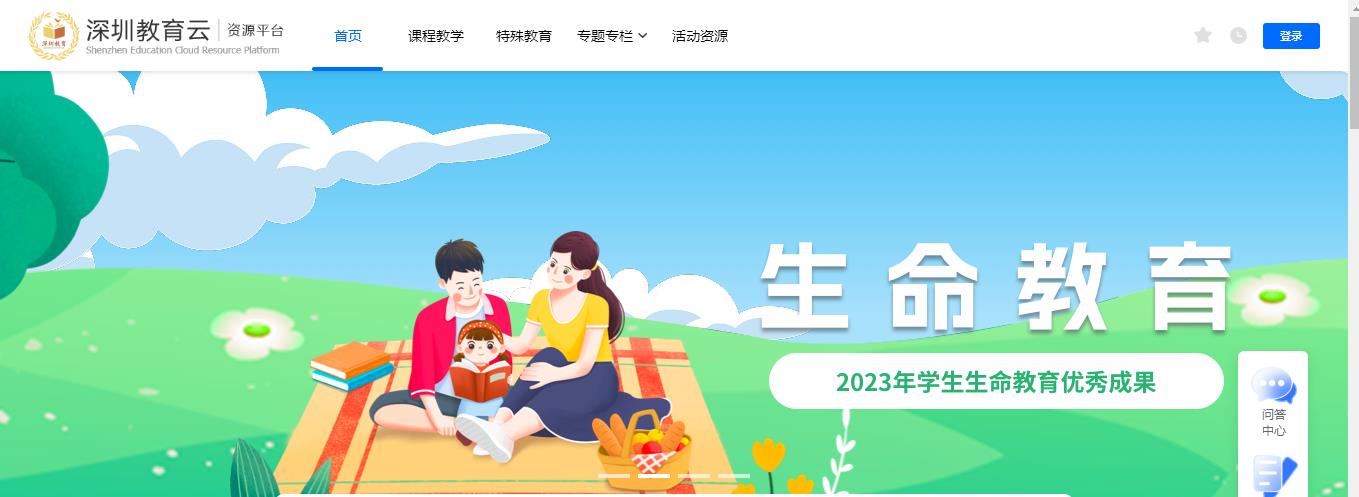 深圳教育云
资源平台
Shenzhen Education Cloud Resource Platform
深圳教育
首页
课程教学
特殊教育
专题专栏
活动资源
登录
生命教育
2023年学生生命教育优秀成果
问答
中心